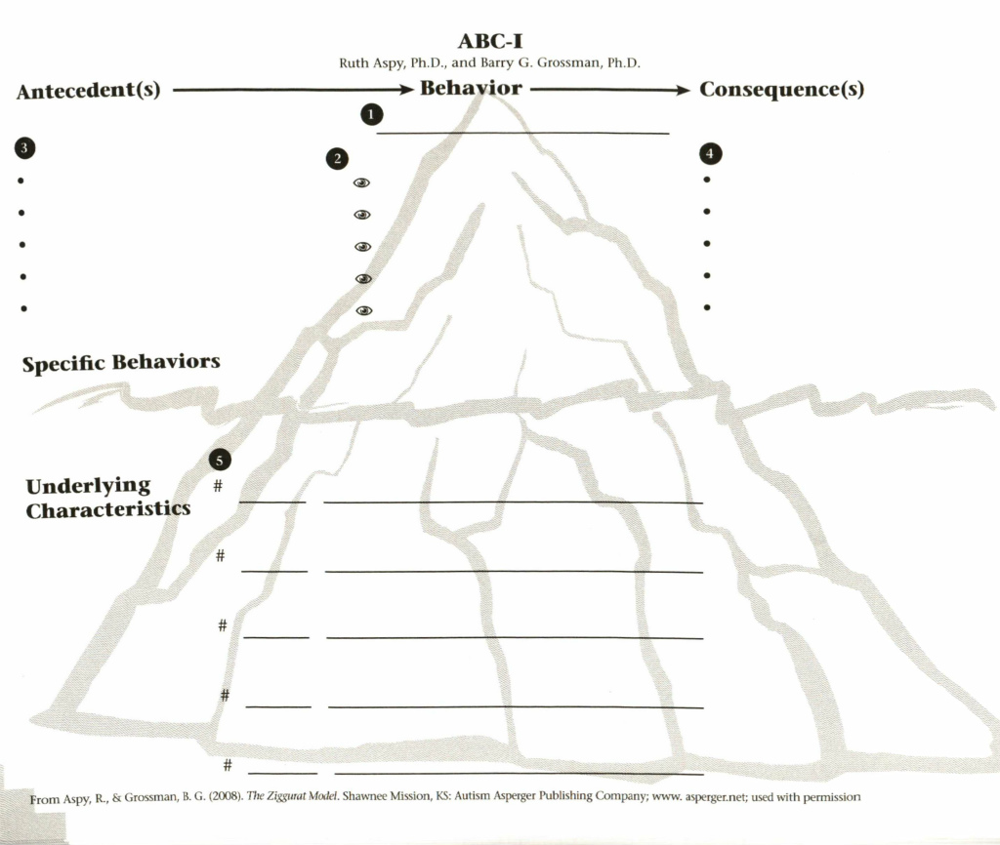 ABC-I
Ruth Aspy, Ph.D., and Barry G. Grossman, Ph.D.
Antecedent(s) Behavior Consequence(s)
1
3 2 4
Specific Behaviors
5
Underlying #
Characteristics
#
#
#
#
From Aspy, R., & Grossman, B. G. (2008). The Ziggurat Model. Shawnee Mission, KS: Autism Asperger Publishing Company; www. asperger.net; used with permission